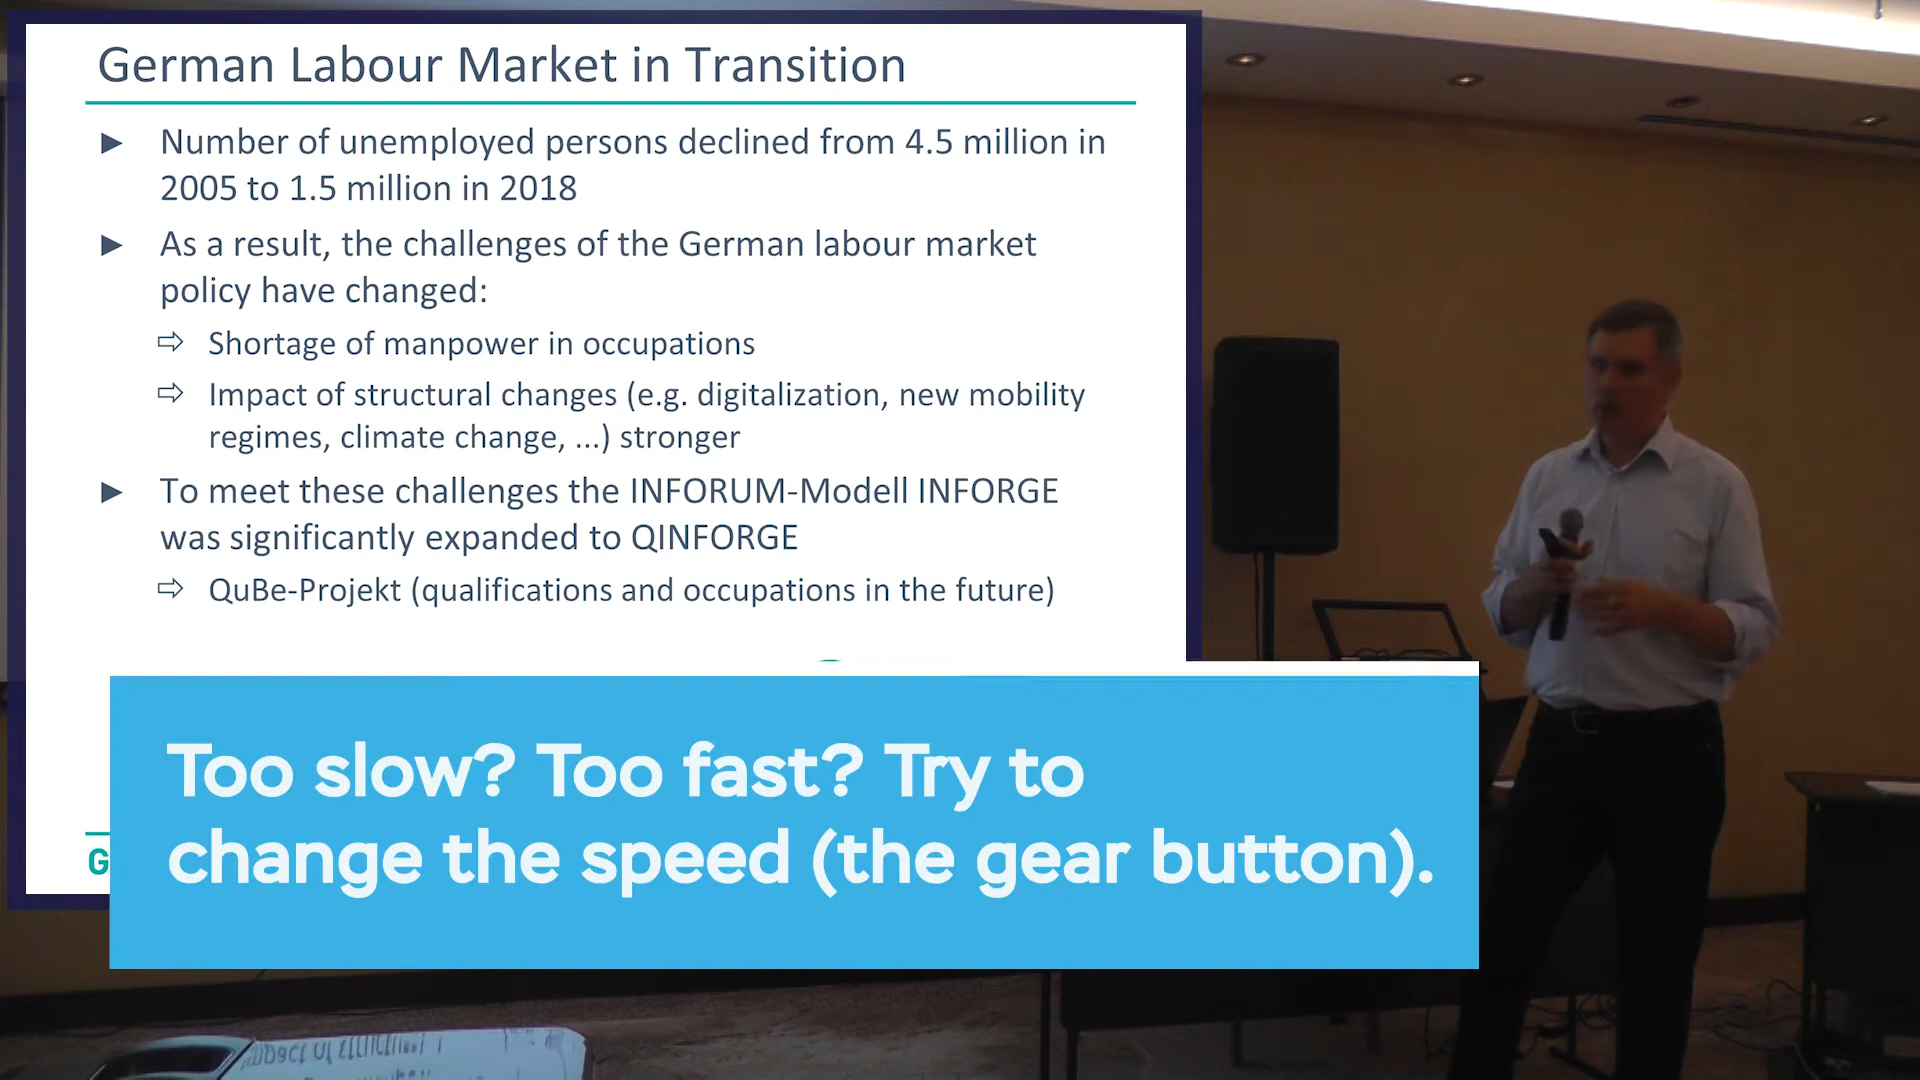 German Labour Market in Transition
► Number of unemployed persons declined from 4.5 million in
2005 to 1.5 million in 2018
► As a result, the challenges of the German labour market
policy have changed:
⇨ Shortage of manpower in occupations
⇨ Impact of structural changes (e.g. digitalization, new mobility
regimes, climate change, ...) stronger
► To meet these challenges the INFORUM-Modell INFORGE
was significantly expanded to QINFORGE
⇨ QuBe-Projekt (qualifications and occupations in the future)
Too slow? Too fast? Try to
change the speed (the gear button).
G